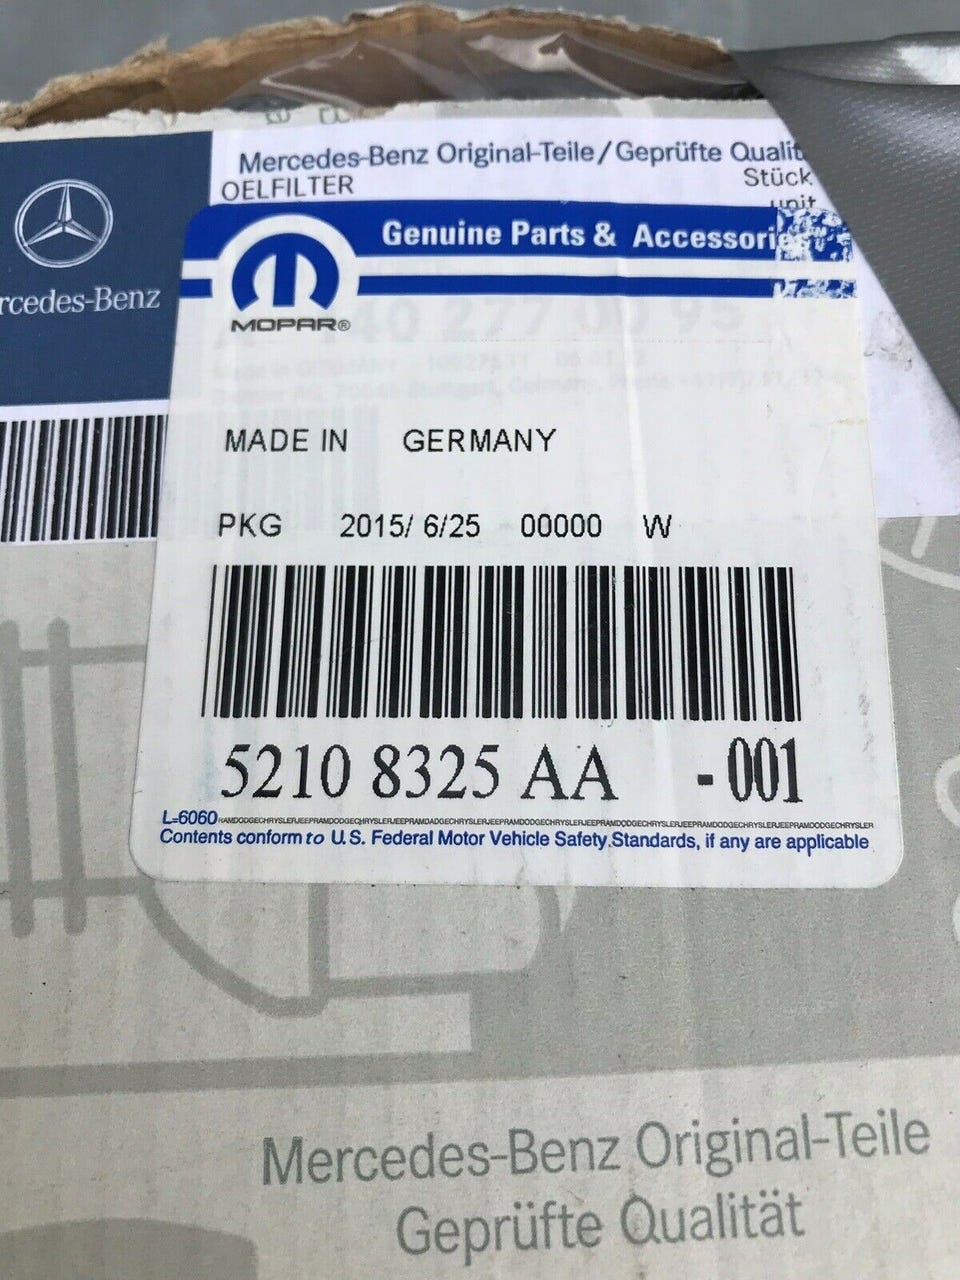 Mercedes-Benz Original-Teile/Geprüfte Qualit
OELFILTER
Stück
unit
rcedes-Benz
Genuine Parts & Accessori
MOPAR®
MADE IN GERMANY
PKG 2015/ 6/25 00000 W
5210 8325 AA -001
L-6060
Contents conform to U.S. Federal Motor Vehicle Safety Standards, if any are applicable
Mercedes-Benz Original-Teile
Geprüfte Qualität